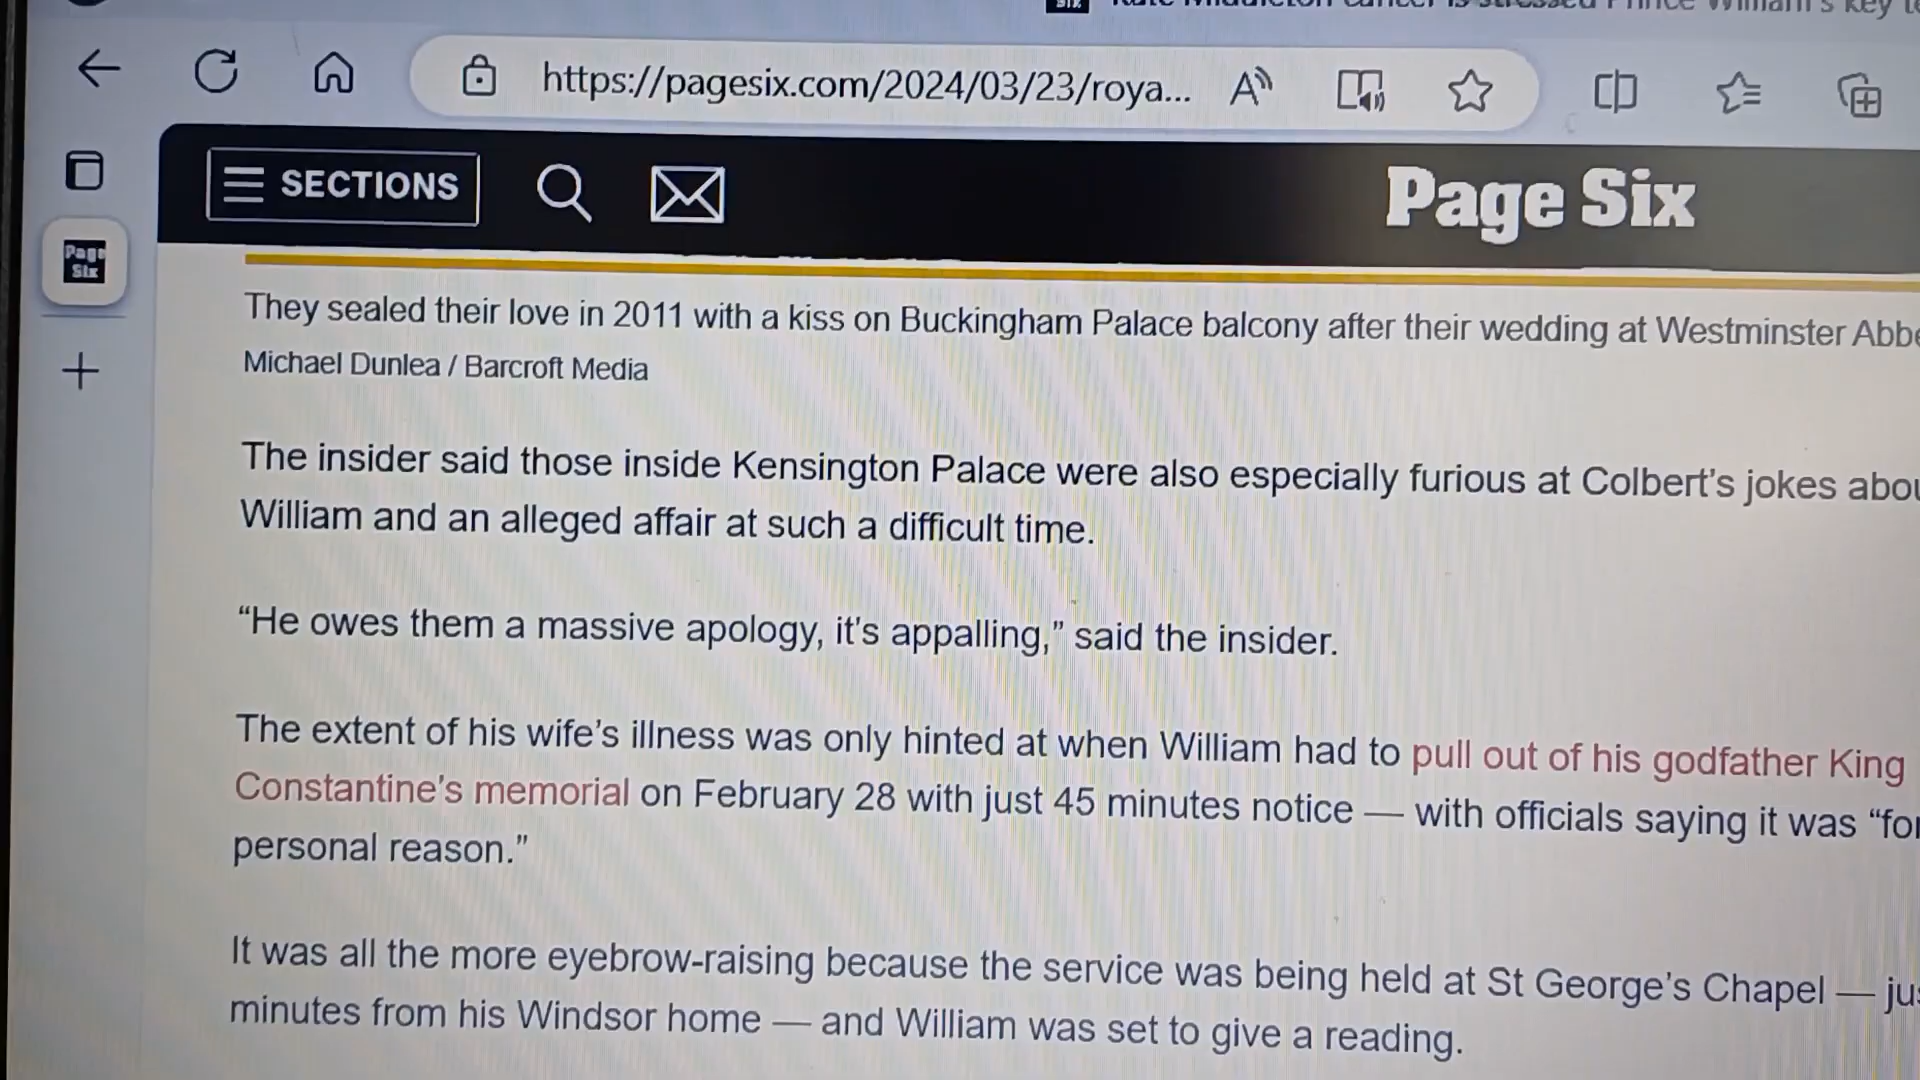 https://pagesix.com/2024/03/23/roya...
SECTIONS
Page Six
Page
Six
They sealed their love in 2011 with a kiss on Buckingham Palace balcony after their wedding at Westminster
Michael Dunlea / Barcroft Media
The insider said those inside Kensington Palace were also especially furious at Colbert’s jokes
William and an alleged affair at such a difficult time.
“He owes them a massive apology, it’s appalling,” said the insider.
The extent of his wife’s illness was only hinted at when William had to pull out of his godfather King
Constantine’s memorial on February 28 with just 45 minutes notice — with officials saying it was “for
personal reason.”
It was all the more eyebrow-raising because the service was being held at St George’s Chapel —
minutes from his Windsor home — and William was set to give a reading.